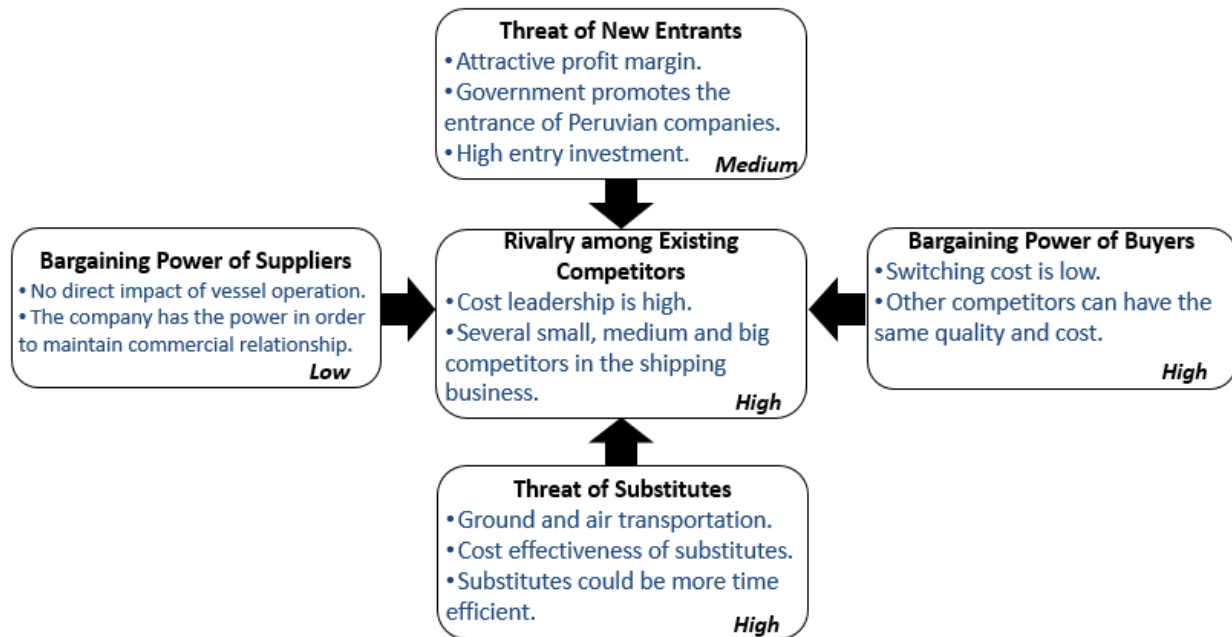 Threat of New Entrants
•Attractive profit margin.
•Government promotes the
entrance of Peruvian companies.
•High entry investment.
Medium
Bargaining Power of Suppliers
• No direct impact of vessel operation.
• The company has the power in order
to maintain commercial relationship.
Low
Rivalry among Existing
Competitors
•Cost leadership is high.
•Several small, medium and big
competitors in the shipping
business.
High
Bargaining Power of Buyers
•Switching cost is low.
•Other competitors can have the
same quality and cost.
High
Threat of Substitutes
•Ground and air transportation.
•Cost effectiveness of substitutes.
•Substitutes could be more time
efficient.
High